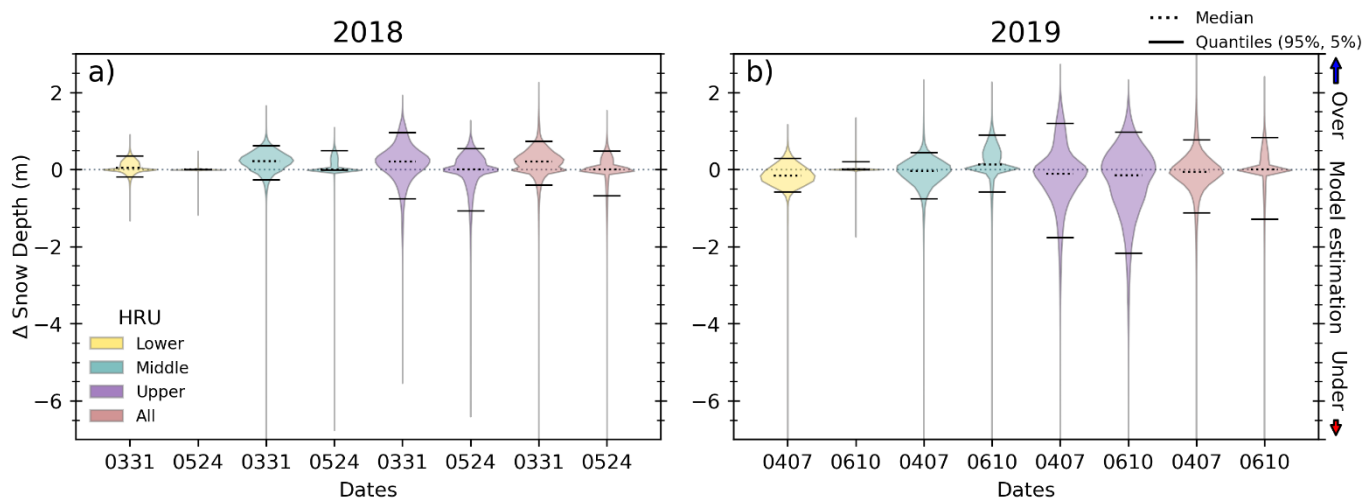 2018
2019
Median
Quantiles (95%, 5%)
a)
b)
Δ Snow Depth (m)
2
0
−2
−4
−6
HRU
Lower
Middle
Upper
All
0331 0524 0331 0524 0331 0524 0331 0524
Dates
2
0
−2
−4
−6
0407 0610 0407 0610 0407 0610 0407 0610
Dates
Over
Model estimation
Under